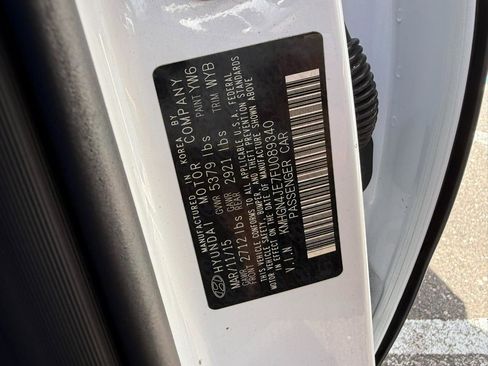 MANUFACTURED IN KOREA BY
HYUNDAI MOTOR COMPANY
MAR/11/15 GVWR 5379 lbs PAINT YW6
GAWR FRONT 2712 lbs GAWR REAR 2921 lbs TRIM WYB
THIS VEHICLE CONFORMS TO ALL APPLICABLE U.S.A. FEDERAL
MOTOR VEHICLE SAFETY, BUMPER, AND THEFT PREVENTION STANDARDS
IN EFFECT ON THE DATE OF MANUFACTURE SHOWN ABOVE.
V.I.N KMHGN4JE7FU089340
PASSENGER CAR